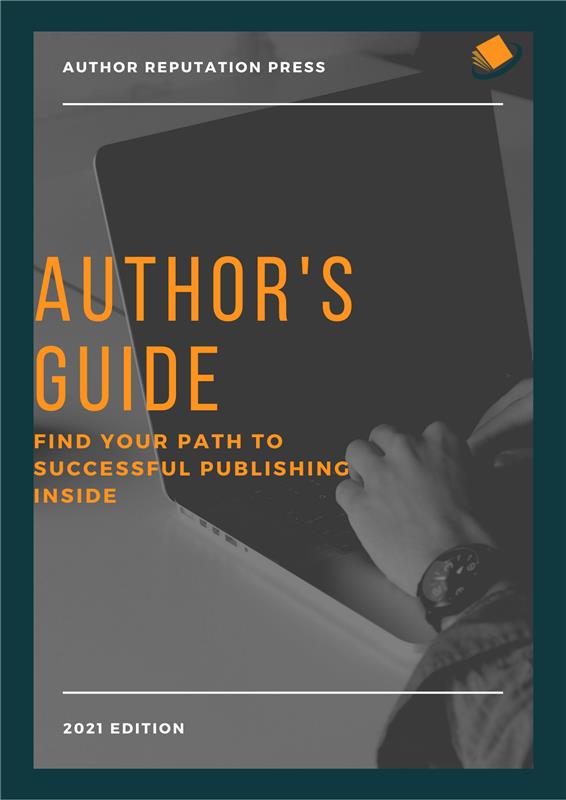 AUTHOR REPUTATION PRESS
AUTHOR'S
GUIDE
FIND YOUR PATH TO
SUCCESSFUL PUBLISHING
INSIDE
2021 EDITION